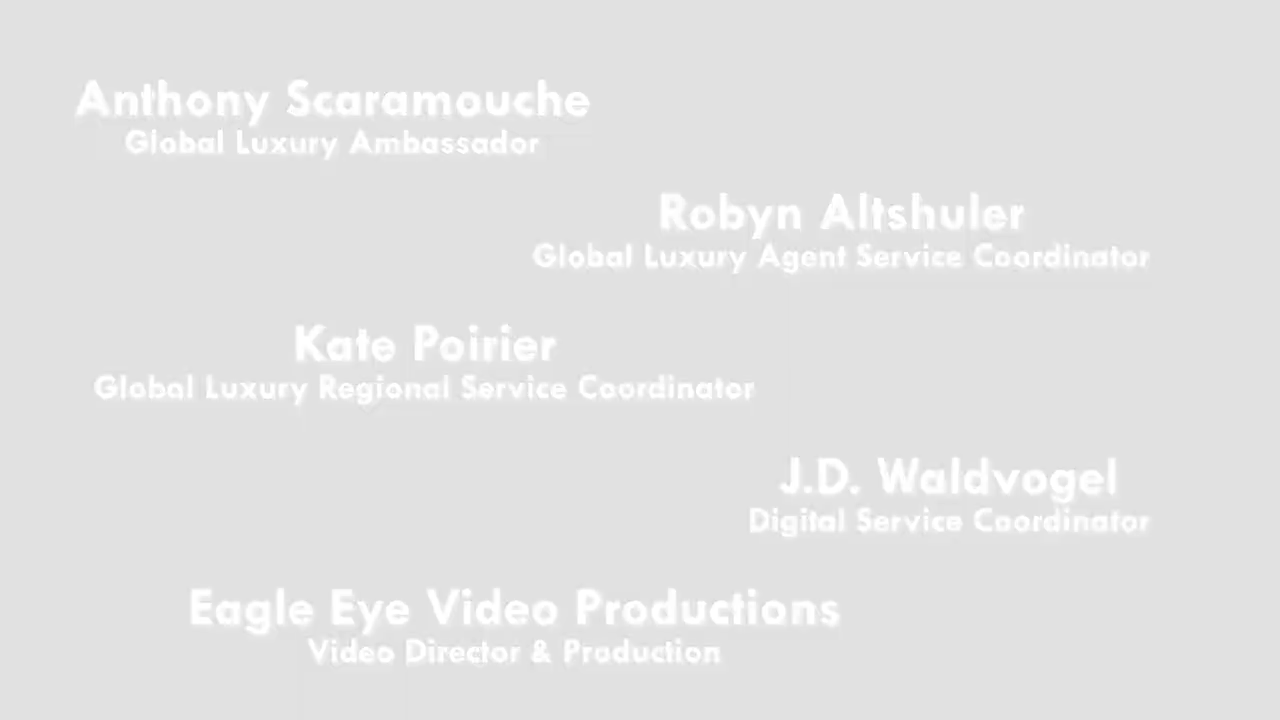 Anthony Scaramouche
Global Luxury Ambassador
Robyn Altshuler
Global Luxury Agent Service Coordinator
Kate Poirier
Global Luxury Regional Service Coordinator
J.D. Waldvogel
Digital Service Coordinator
Eagle Eye Video Productions
Video Director & Production